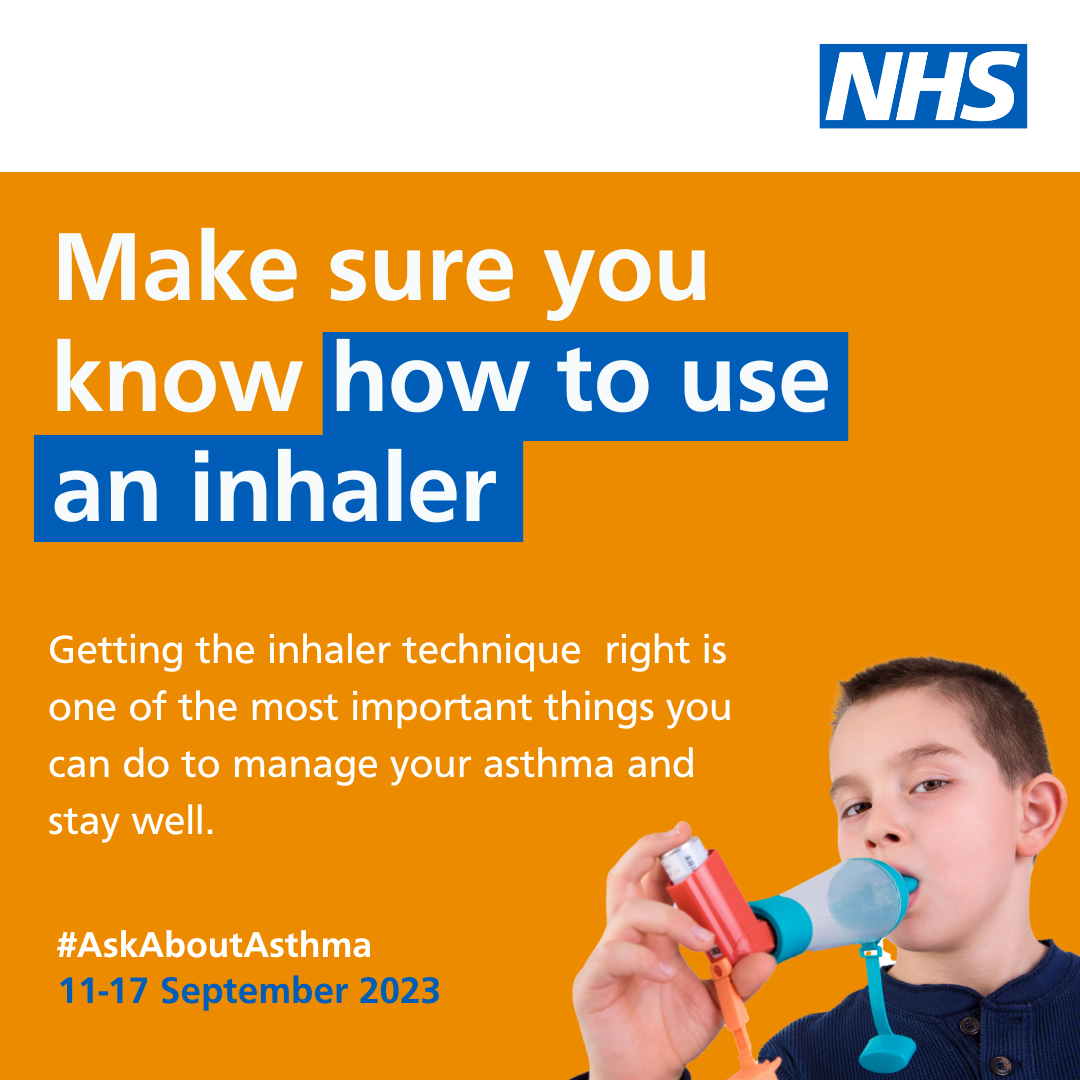 NHS
Make sure you
know how to use
an inhaler
Getting the inhaler technique  right is
one of the most important things you
can do to manage your asthma and
stay well.
#AskAboutAsthma
11-17 September 2023